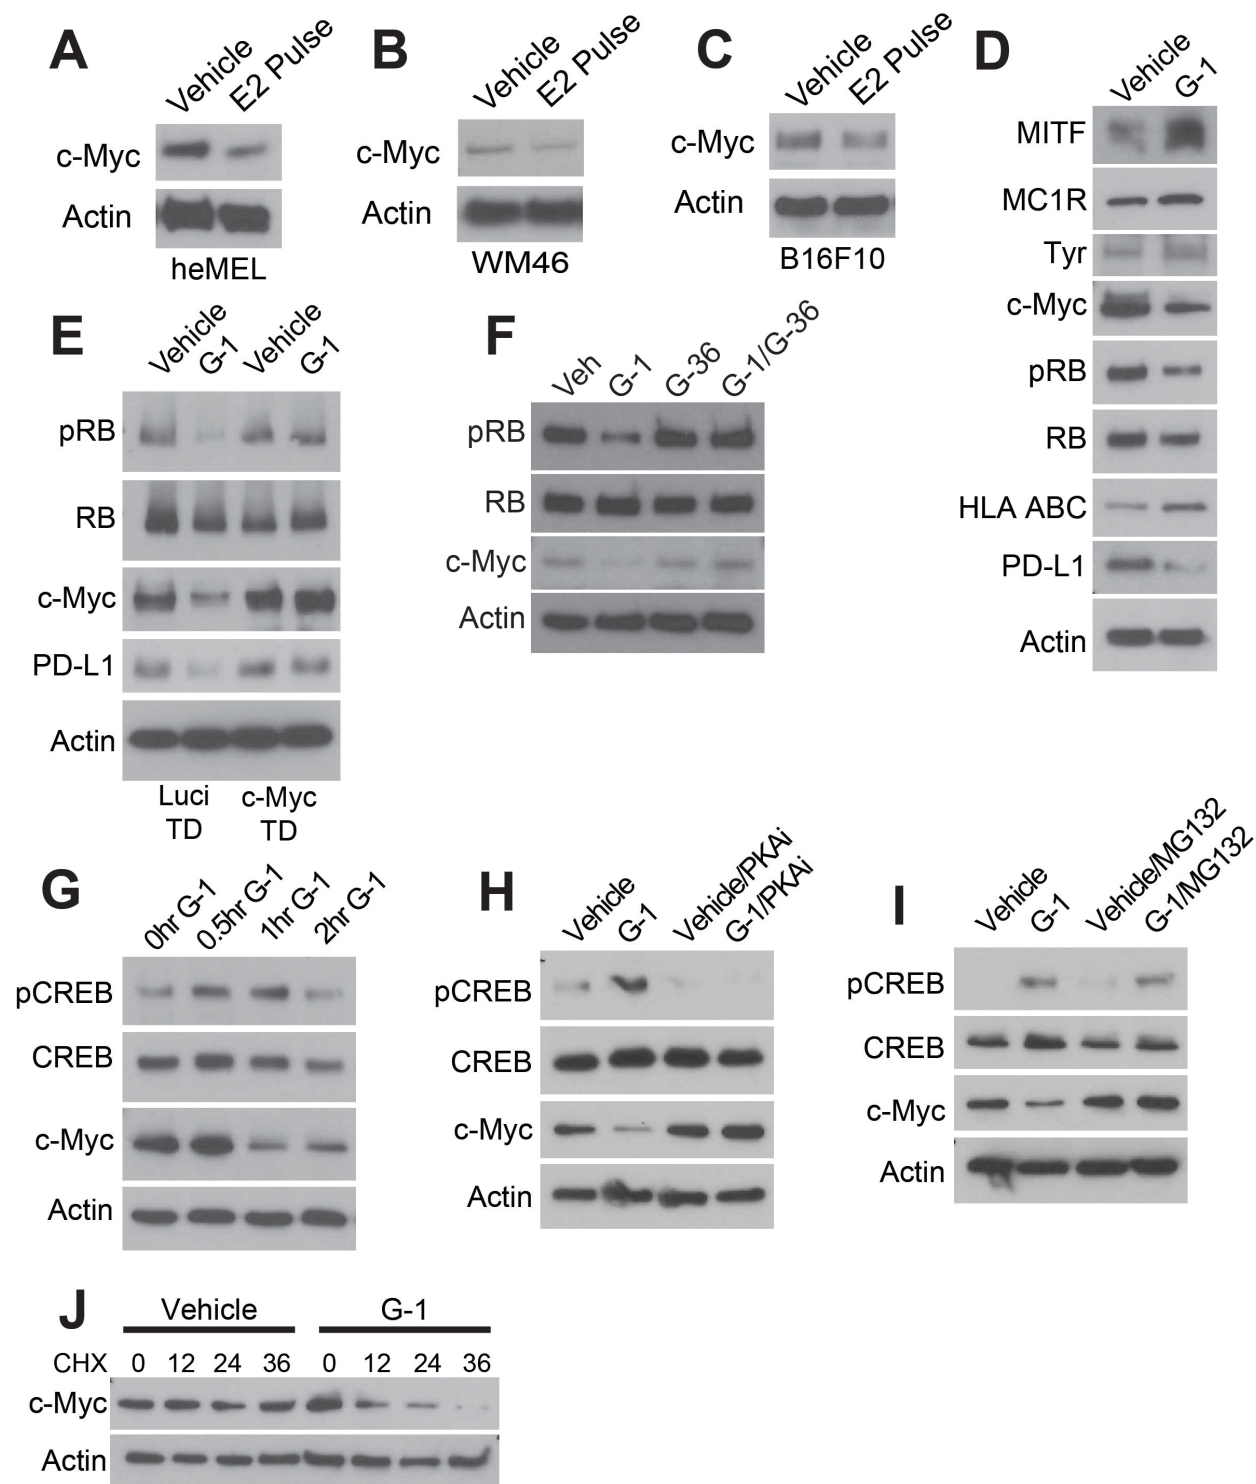 A
Vehicle
E2 Pulse
c-Myc
Actin
heMEL
B
Vehicle
E2 Pulse
c-Myc
Actin
WM46
C
Vehicle
E2 Pulse
c-Myc
Actin
B16F10
D
Vehicle
G-1
MITF
MC1R
Tyr
c-Myc
pRB
RB
HLA ABC
PD-L1
Actin
E
Vehicle
G-1
Vehicle
G-1
pRB
RB
c-Myc
PD-L1
Actin
Luci
TD
c-Myc
TD
F
Veh
G-1
G-36
G-1/G-36
pRB
RB
c-Myc
Actin
G
0hr G-1
0.5hr G-1
1hr G-1
2hr G-1
pCREB
CREB
c-Myc
Actin
H
Vehicle
G-1
Vehicle/PKAi
G-1/PKAi
pCREB
CREB
c-Myc
Actin
I
Vehicle
G-1
Vehicle/MG132
G-1/MG132
pCREB
CREB
c-Myc
Actin
J
Vehicle
G-1
CHX 0 12 24 36 0 12 24 36
c-Myc
Actin